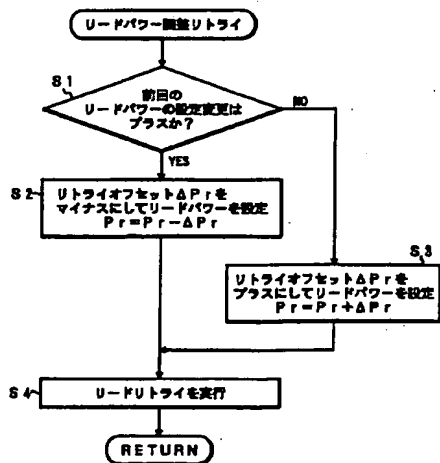 リードパワー調整リトライ
S1
前回の
リードパワーの設定変更は
プラスか?
NO
YES
S2
リトライオフセットΔPrを
マイナスにしてリードパワーを設定
Pr=Pr-ΔPr
S3
リトライオフセットΔPrを
プラスにしてリードパワーを設定
Pr=Pr+ΔPr
S4
リードリトライを実行
RETURN